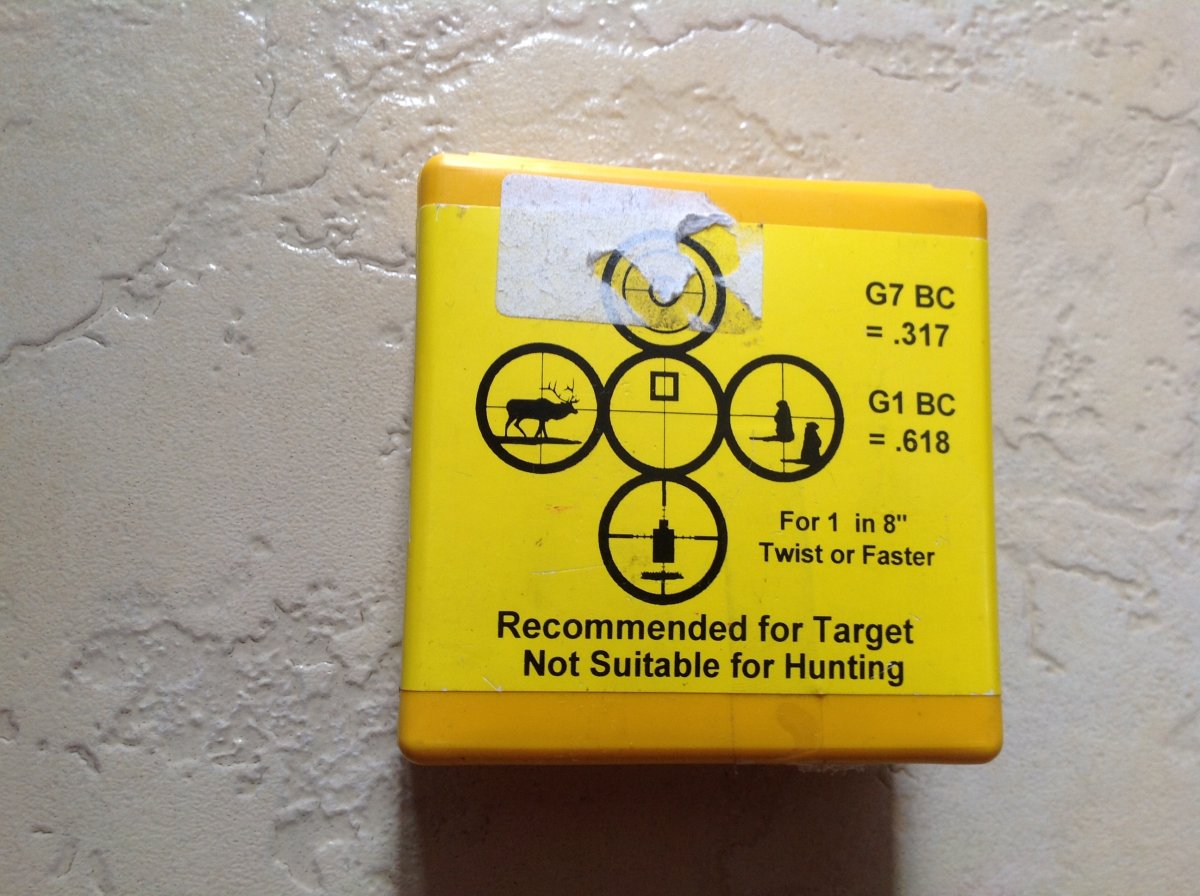 G7 BC
= .317
G1 BC
= .618
For 1 in 8"
Twist or Faster
Recommended for Target
Not Suitable for Hunting